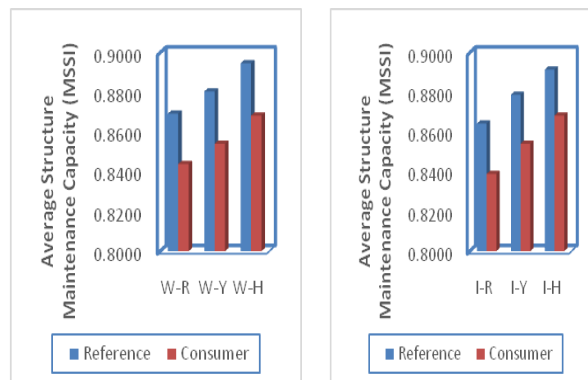 Average Structure
Maintenance Capacity (MSSI)
0.9000
0.8800
0.8600
0.8400
0.8200
0.8000
W-R W-Y W-H
Reference Consumer
Average Structure
Maintenance Capacity (MSSI)
0.9000
0.8800
0.8600
0.8400
0.8200
0.8000
I-R I-Y I-H
Reference Consumer